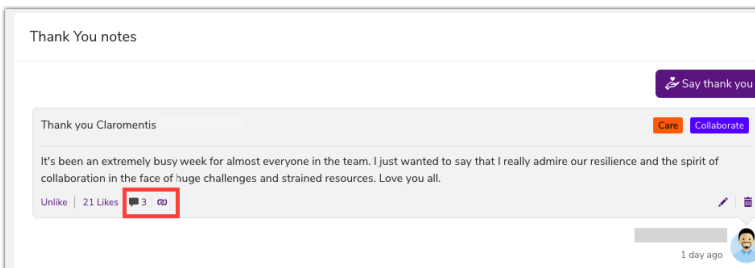 Thank You notes
Say thank you
Thank you Claromentis
Care Collaborate
It's been an extremely busy week for almost everyone in the team. I just wanted to say that I really admire our resilience and the spirit of
collaboration in the face of huge challenges and strained resources. Love you all.
Unlike 21 Likes 3
1 day ago